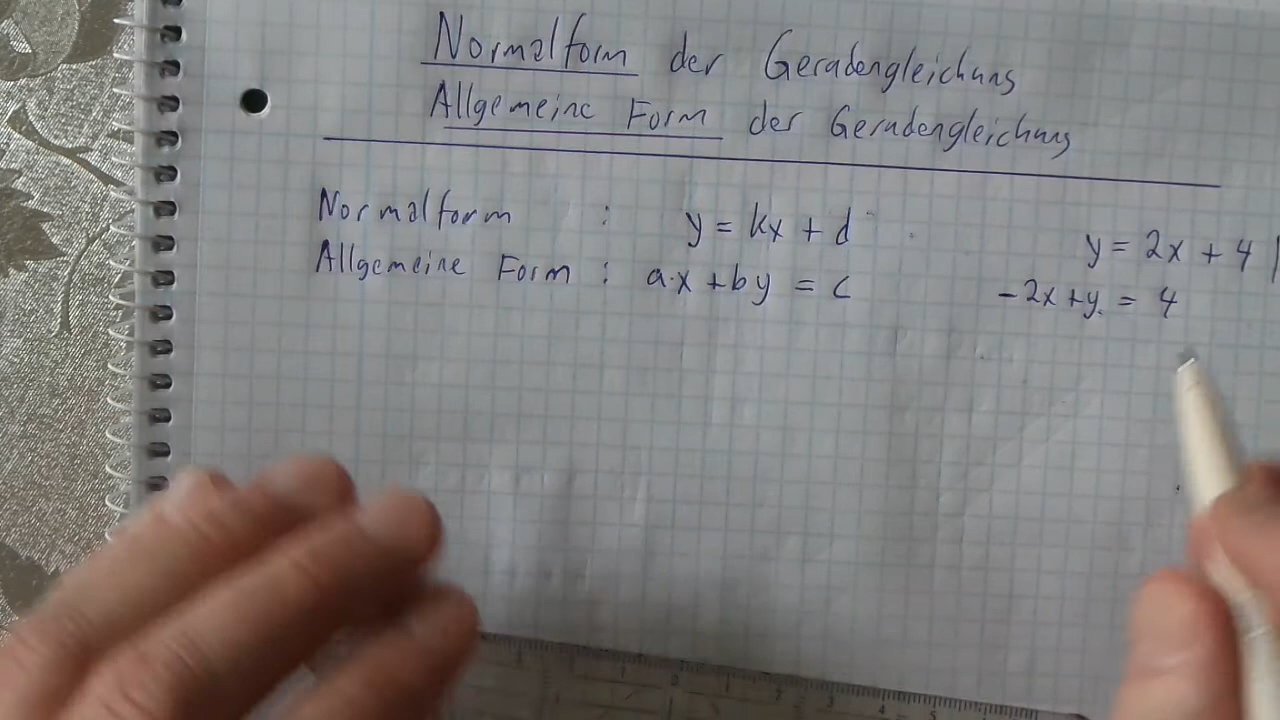 Normalform der Geradengleichung
Allgemeine Form der Geradengleichung
Normalform : y = kx + d
Allgemeine Form : a·x + by = c
y = 2x + 4 |
-2x + y = 4